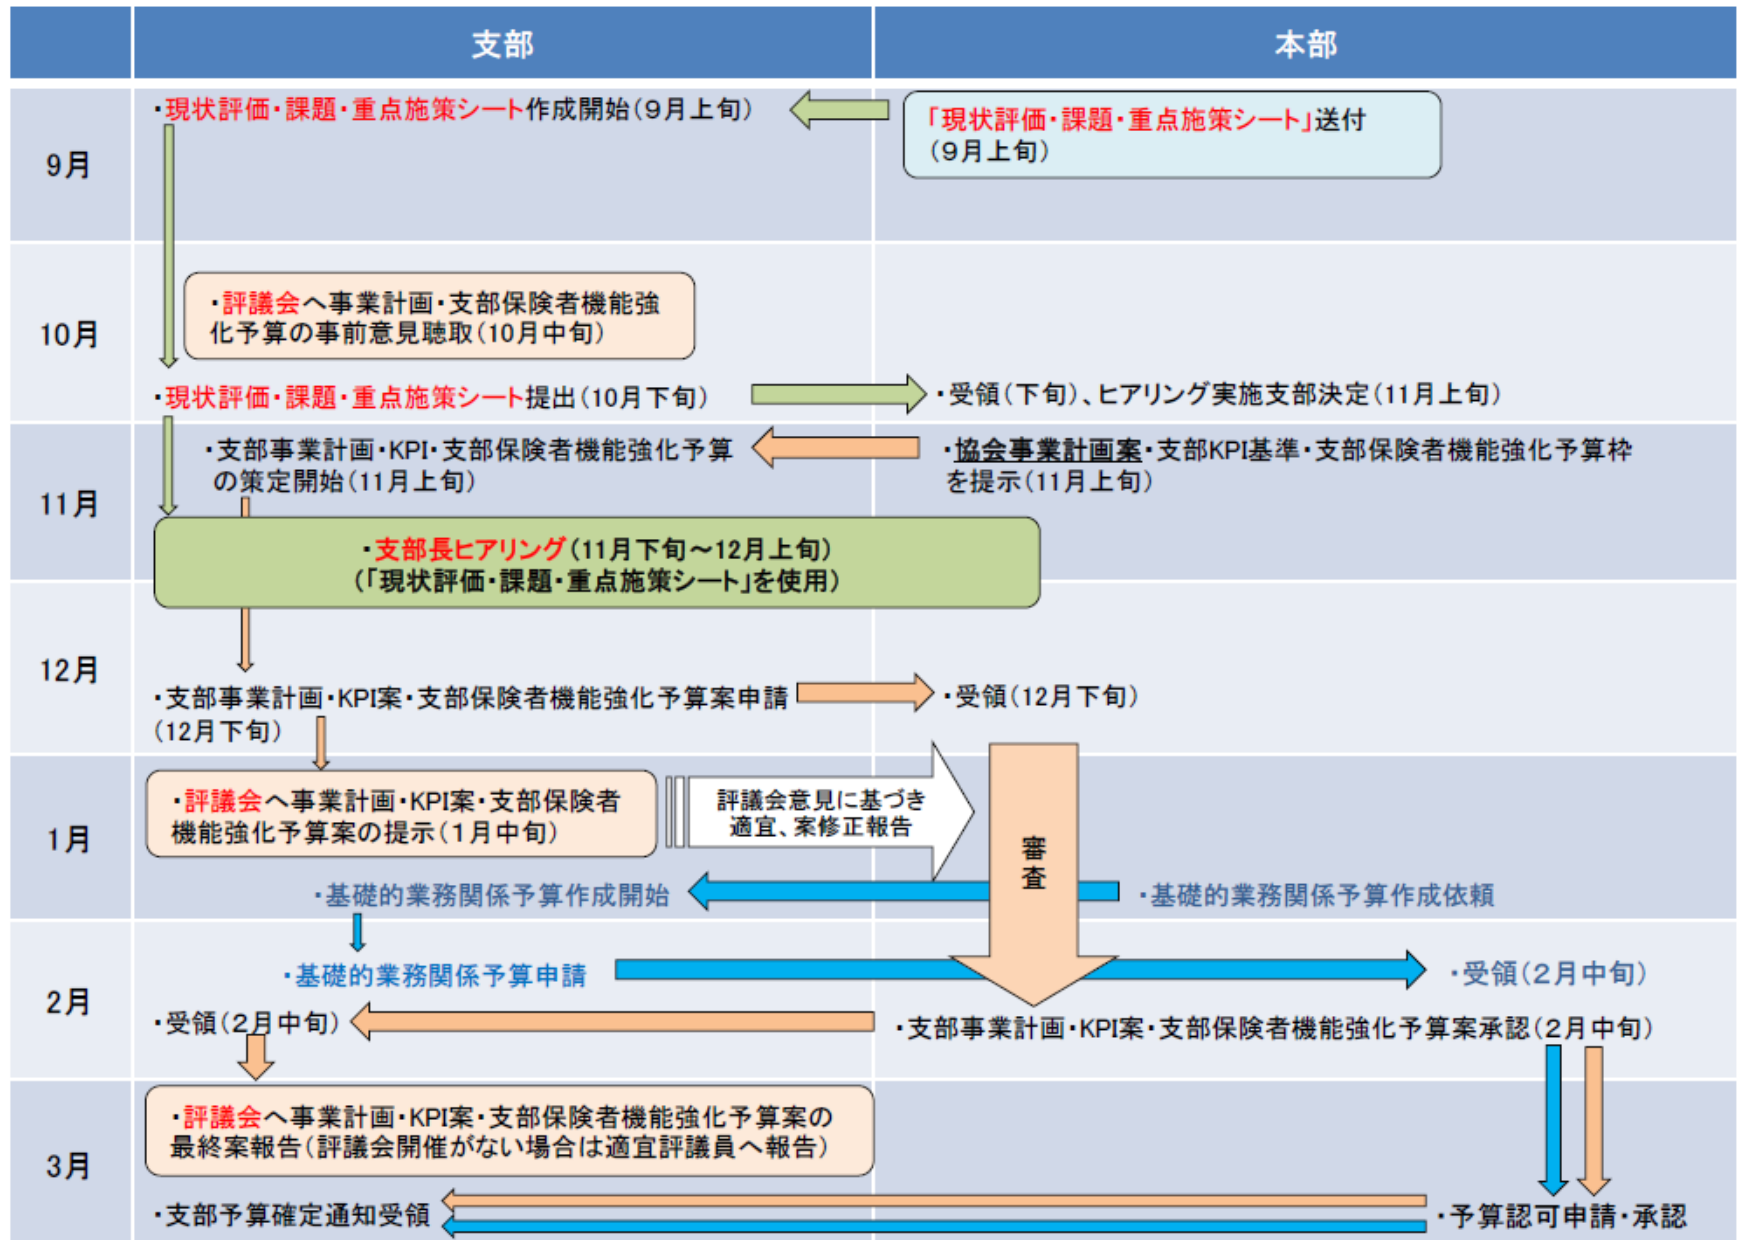 支部
本部
9月
・現状評価・課題・重点施策シート作成開始（９月上旬）
「現状評価・課題・重点施策シート」送付
（９月上旬）
10月
・評議会へ事業計画・支部保険者機能強
化予算の事前意見聴取（10月中旬）
・現状評価・課題・重点施策シート提出（10月下旬）
・受領（下旬）、ヒアリング実施支部決定（11月上旬）
11月
・支部事業計画・KPI・支部保険者機能強化予算
の策定開始（11月上旬）
・協会事業計画案・支部KPI基準・支部保険者機能強化予算枠
を提示（11月上旬）
・支部長ヒアリング（11月下旬～12月上旬）
（「現状評価・課題・重点施策シート」を使用）
12月
・支部事業計画・KPI案・支部保険者機能強化予算案申請
（12月下旬）
・受領（12月下旬）
1月
・評議会へ事業計画・KPI案・支部保険者
機能強化予算案の提示（１月中旬）
評議会意見に基づき
適宜、案修正報告
審査
・基礎的業務関係予算作成開始
・基礎的業務関係予算作成依頼
2月
・基礎的業務関係予算申請
・受領（２月中旬）
・受領（２月中旬）
・支部事業計画・KPI案・支部保険者機能強化予算案承認（２月中旬）
3月
・評議会へ事業計画・KPI案・支部保険者機能強化予算案の
最終案報告（評議会開催がない場合は適宜評議員へ報告）
・支部予算確定通知受領
・予算認可申請・承認